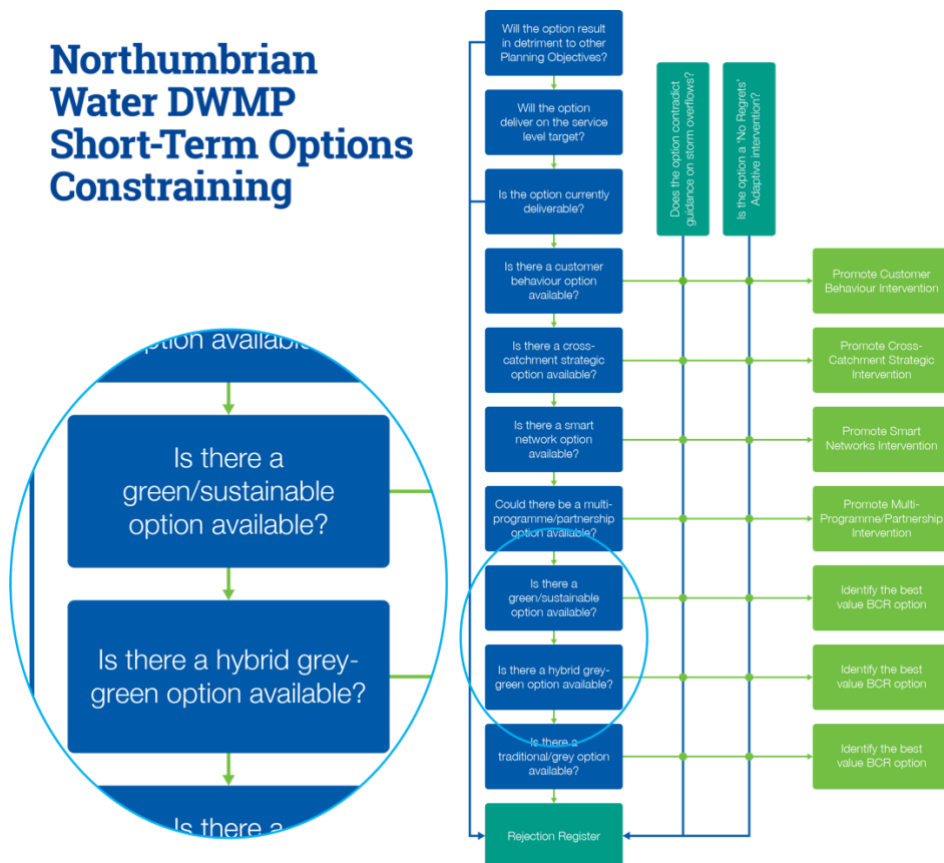 Northumbrian
Water DWMP
Short-Term Options
Constraining
Will the option result
in detriment to other
Planning Objectives?
Will the option
deliver on the service
level target?
Is the option currently
deliverable?
Does the option contradict
guidance on storm overflows?
Is the option a 'No Regrets'
Adaptive intervention?
Is there a customer
behaviour option
available?
Promote Customer
Behaviour Intervention
Is there a cross-
catchment strategic
option available?
Promote Cross-
Catchment Strategic
Intervention
Is there a smart
network option
available?
Promote Smart
Networks Intervention
Could there be a multi-
programme/partnership
option available?
Promote Multi-
Programme/Partnership
Intervention
Is there a
green/sustainable
option available?
Identify the best
value BCR option
Is there a hybrid grey-
green option available?
Identify the best
value BCR option
Is there a
traditional/grey option
available?
Identify the best
value BCR option
Rejection Register
option available
Is there a
green/sustainable
option available?
Is there a hybrid grey-
green option available?
Is there a